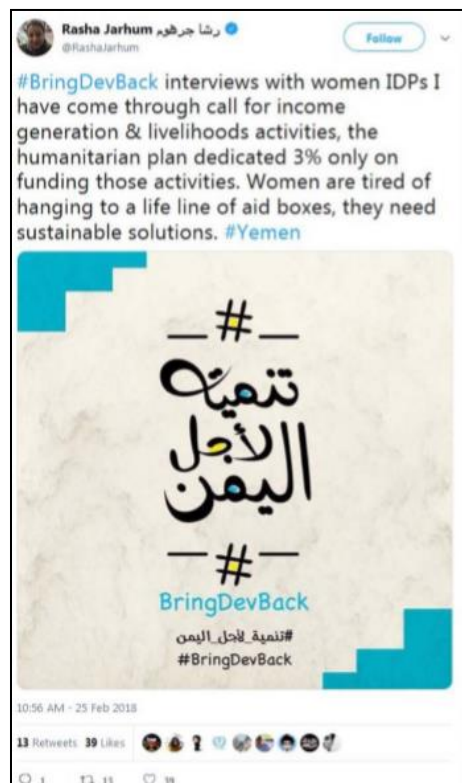 Rasha Jarhum رشا جرهوم
@RashaJarhum
Follow
#BringDevBack interviews with women IDPs I
have come through call for income
generation & livelihoods activities, the
humanitarian plan dedicated 3% only on
funding those activities. Women are tired of
hanging to a life line of aid boxes, they need
sustainable solutions. #Yemen
#
تنمية
لأجل
اليمن
#
BringDevBack
#تنمية_لأجل_اليمن
#BringDevBack
10:56 AM - 25 Feb 2018
13 Retweets 39 Likes
1 13 39